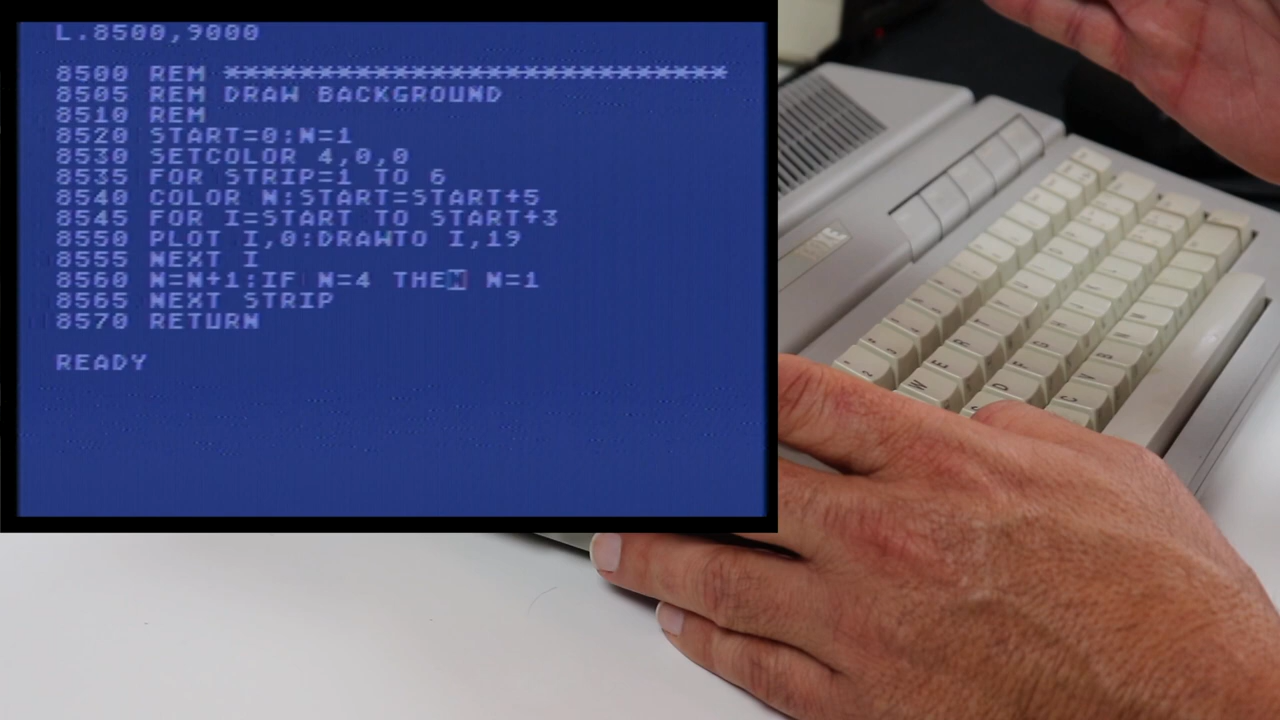 L.8500,9000
8500 REM ***************************
8505 REM DRAW BACKGROUND
8510 REM
8520 START=0:N=1
8530 SETCOLOR 4,0,0
8535 FOR STRIP=1 TO 6
8540 COLOR N:START=START+5
8545 FOR I=START TO START+3
8550 PLOT I,0:DRAWTO I,19
8555 NEXT I
8560 N=N+1:IF N=4 THEN N=1
8565 NEXT STRIP
8570 RETURN
READY